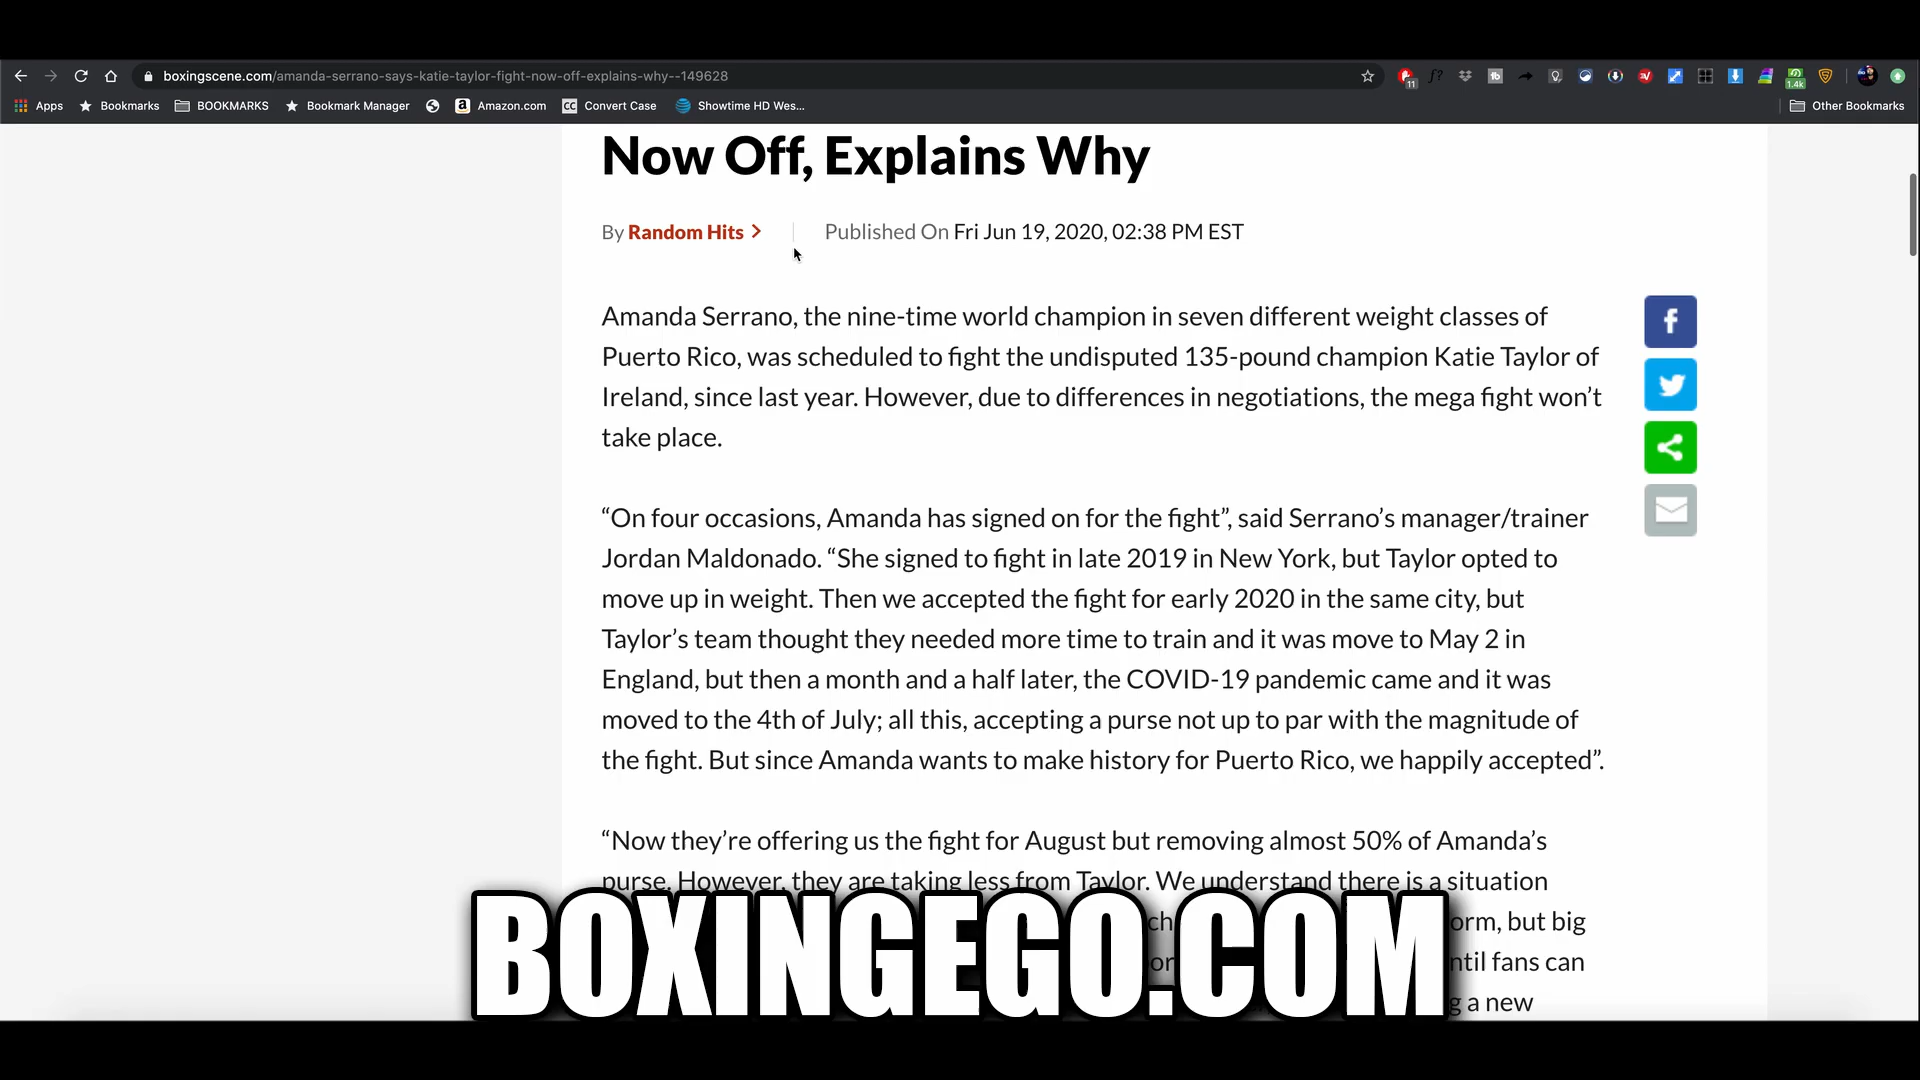 boxingscene.com/amanda-serrano-says-katie-taylor-fight-now-off-explains-why--149628
11
1.4k
Apps Bookmarks BOOKMARKS Bookmark Manager Amazon.com CC Convert Case Showtime HD Wes... Other Bookmarks
Now Off, Explains Why
By Random Hits > Published On Fri Jun 19, 2020, 02:38 PM EST
Amanda Serrano, the nine-time world champion in seven different weight classes of
Puerto Rico, was scheduled to fight the undisputed 135-pound champion Katie Taylor of
Ireland, since last year. However, due to differences in negotiations, the mega fight won’t
take place.
“On four occasions, Amanda has signed on for the fight”, said Serrano’s manager/trainer
Jordan Maldonado. “She signed to fight in late 2019 in New York, but Taylor opted to
move up in weight. Then we accepted the fight for early 2020 in the same city, but
Taylor’s team thought they needed more time to train and it was move to May 2 in
England, but then a month and a half later, the COVID-19 pandemic came and it was
moved to the 4th of July; all this, accepting a purse not up to par with the magnitude of
the fight. But since Amanda wants to make history for Puerto Rico, we happily accepted”.
“Now they’re offering us the fight for August but removing almost 50% of Amanda’s
purse. However, they are taking less from Taylor. We understand there is a situation
but big
fans can
a new
BOXINGEGO.COM